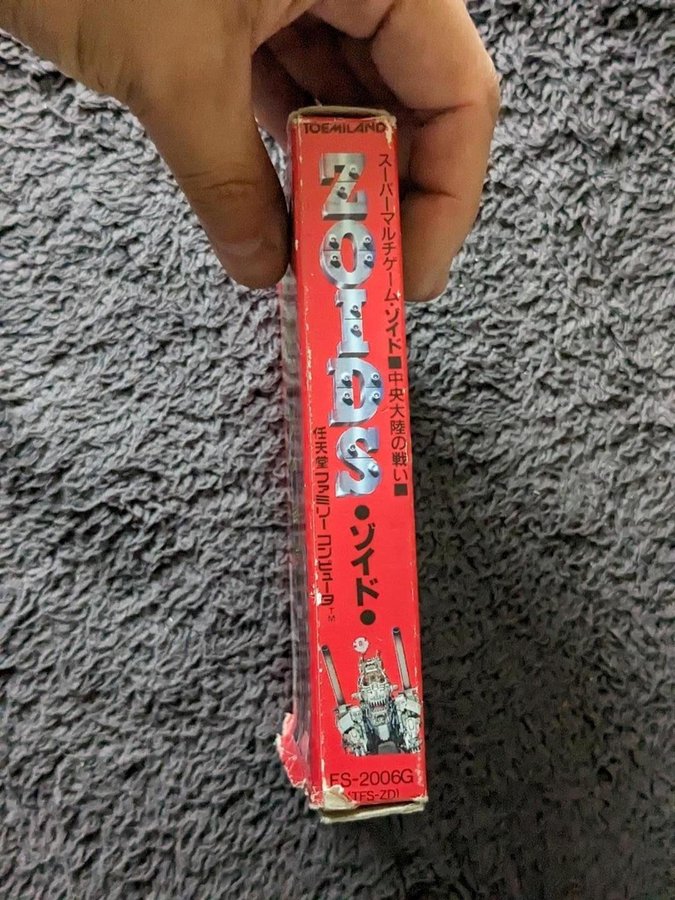 TOEMILAND
スーパーマルチゲーム・ゾイド■中央大陸の戦い■
ZOIDS
•ゾイド•
任天堂ファミリーコンピュータTM
FS-2006G
(TFS-ZD)